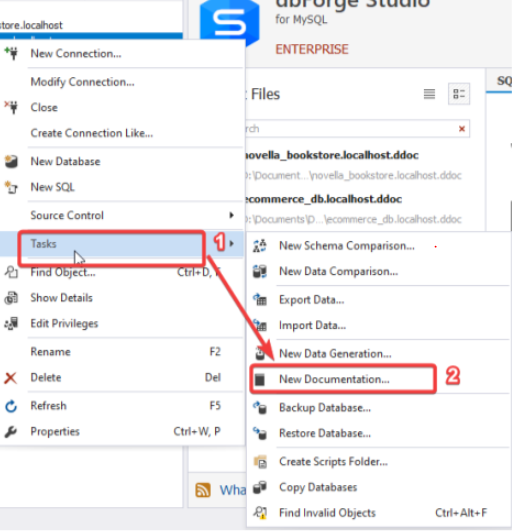 tore.localhost
dbForge Studio
for MySQL
ENTERPRISE
New Connection...
Modify Connection...
Close
Create Connection Like...
New Database
New SQL
Source Control
Tasks
1
Find Object...
Ctrl+D,
Show Details
Edit Privileges
Rename
F2
Delete
Del
Refresh
F5
Properties
Ctrl+W, P
Files
SQ
rch
novella_bookstore.localhost.ddoc
D:\Document...\novella_bookstore.localhost.ddoc
ecommerce_db.localhost.ddoc
D:\Documents\D...\ecommerce_db.localhost.ddoc
New Schema Comparison...
New Data Comparison...
Export Data...
Import Data...
New Data Generation...
New Documentation...
2
Backup Database...
Restore Database...
Create Scripts Folder...
Copy Databases
Find Invalid Objects
Ctrl+Alt+F
Wha